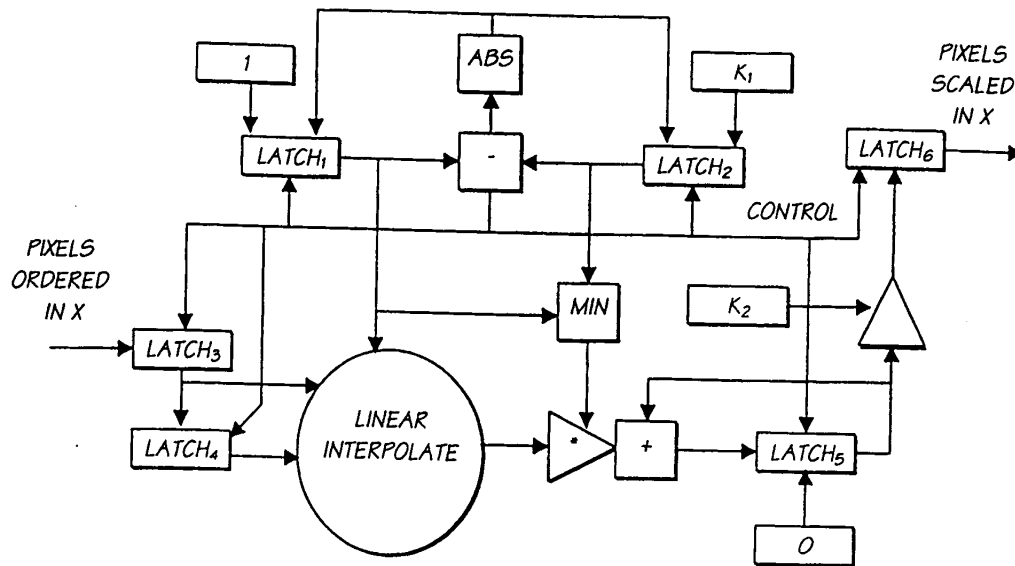 1
ABS
K₁
PIXELS
SCALED
IN X
LATCH₁
-
LATCH₂
LATCH₆
CONTROL
PIXELS
ORDERED
IN X
MIN
K₂
LATCH₃
LINEAR
INTERPOLATE
LATCH₄
*
+
LATCH₅
0